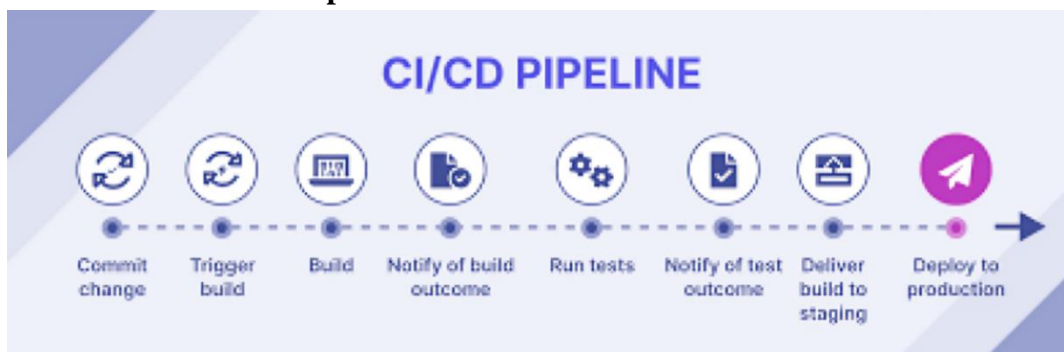 CI/CD PIPELINE
Commit
change
Trigger
build
Build
Notify of build
outcome
Run tests
Notify of test
outcome
Deliver
build to
staging
Deploy to
production